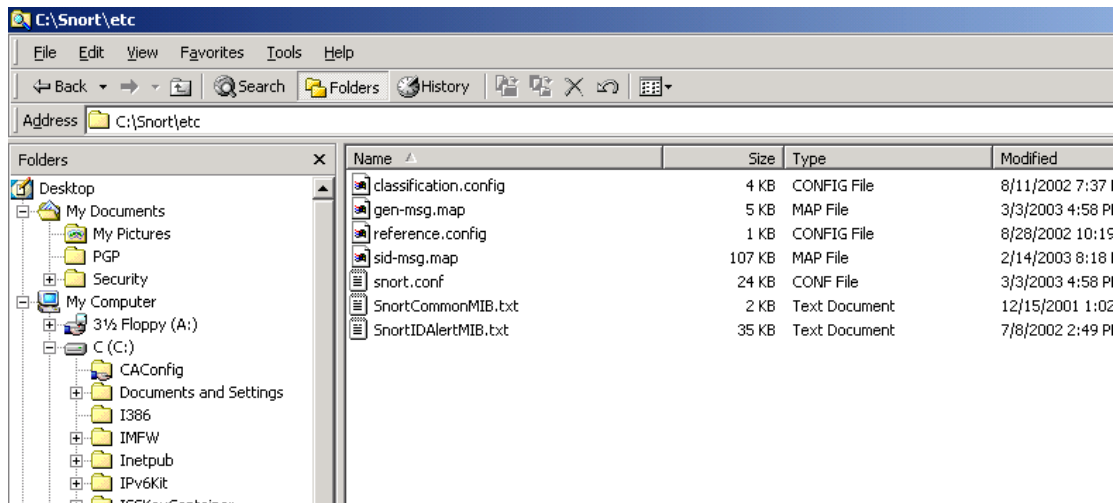 C:\Snort\etc
File Edit View Favorites Tools Help
Back Search Folders History
Address C:\Snort\etc
Folders x
Name Size Type Modified
Desktop
My Documents
My Pictures
PGP
Security
My Computer
3½ Floppy (A:)
C (C:)
CAConfig
Documents and Settings
I386
IMFW
Inetpub
IPv6Kit
classification.config 4 KB CONFIG File 8/11/2002 7:37
gen-msg.map 5 KB MAP File 3/3/2003 4:58 P
reference.config 1 KB CONFIG File 8/28/2002 10:19
sid-msg.map 107 KB MAP File 2/14/2003 8:18
snort.conf 24 KB CONF File 3/3/2003 4:58 P
SnortCommonMIB.txt 2 KB Text Document 12/15/2001 1:02
SnortIDAlertMIB.txt 35 KB Text Document 7/8/2002 2:49 P